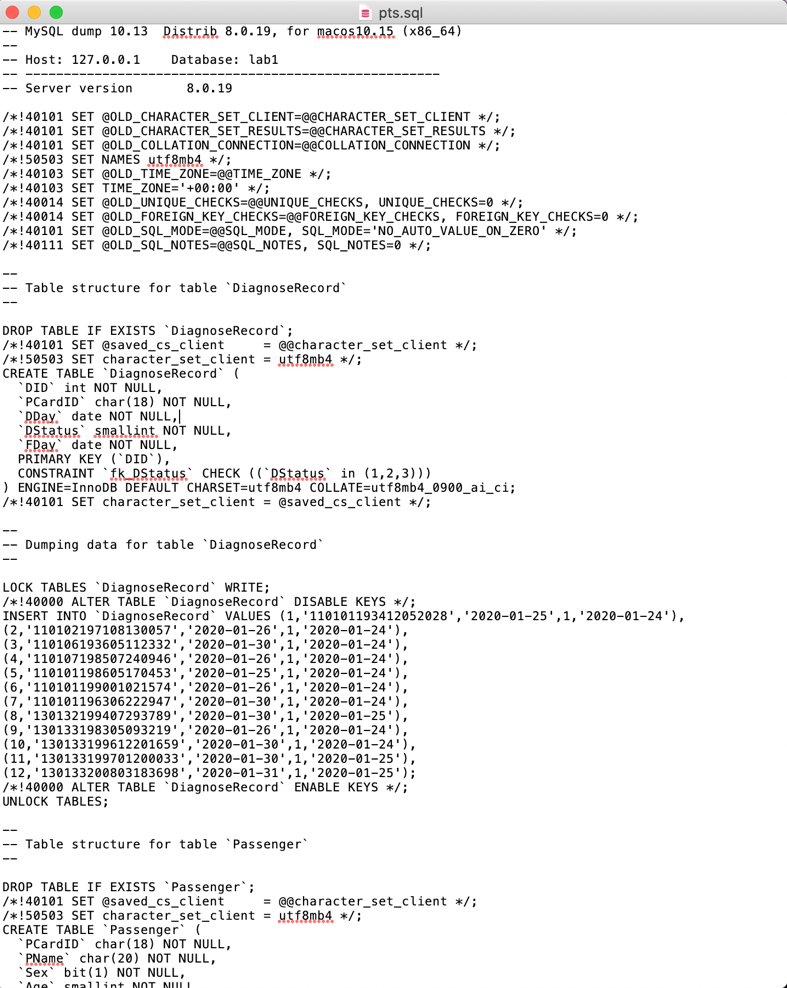 pts.sql
-- MySQL dump 10.13  Distrib 8.0.19, for macos10.15 (x86_64)
--
-- Host: 127.0.0.1    Database: lab1
-- ------------------------------------------------------
-- Server version       8.0.19

/*!40101 SET @OLD_CHARACTER_SET_CLIENT=@@CHARACTER_SET_CLIENT */;
/*!40101 SET @OLD_CHARACTER_SET_RESULTS=@@CHARACTER_SET_RESULTS */;
/*!40101 SET @OLD_COLLATION_CONNECTION=@@COLLATION_CONNECTION */;
/*!50503 SET NAMES utf8mb4 */;
/*!40103 SET @OLD_TIME_ZONE=@@TIME_ZONE */;
/*!40103 SET TIME_ZONE='+00:00' */;
/*!40014 SET @OLD_UNIQUE_CHECKS=@@UNIQUE_CHECKS, UNIQUE_CHECKS=0 */;
/*!40014 SET @OLD_FOREIGN_KEY_CHECKS=@@FOREIGN_KEY_CHECKS, FOREIGN_KEY_CHECKS=0 */;
/*!40101 SET @OLD_SQL_MODE=@@SQL_MODE, SQL_MODE='NO_AUTO_VALUE_ON_ZERO' */;
/*!40111 SET @OLD_SQL_NOTES=@@SQL_NOTES, SQL_NOTES=0 */;

--
-- Table structure for table `DiagnoseRecord`
--

DROP TABLE IF EXISTS `DiagnoseRecord`;
/*!40101 SET @saved_cs_client     = @@character_set_client */;
/*!50503 SET character_set_client = utf8mb4 */;
CREATE TABLE `DiagnoseRecord` (
  `DID` int NOT NULL,
  `PCardID` char(18) NOT NULL,
  `DDay` date NOT NULL,
  `DStatus` smallint NOT NULL,
  `FDay` date NOT NULL,
  PRIMARY KEY (`DID`),
  CONSTRAINT `fk_DStatus` CHECK ((`DStatus` in (1,2,3)))
) ENGINE=InnoDB DEFAULT CHARSET=utf8mb4 COLLATE=utf8mb4_0900_ai_ci;
/*!40101 SET character_set_client = @saved_cs_client */;

--
-- Dumping data for table `DiagnoseRecord`
--

LOCK TABLES `DiagnoseRecord` WRITE;
/*!40000 ALTER TABLE `DiagnoseRecord` DISABLE KEYS */;
INSERT INTO `DiagnoseRecord` VALUES (1,'110101193412052028','2020-01-25',1,'2020-01-24'),
(2,'110102197108130057','2020-01-26',1,'2020-01-24'),
(3,'110106193605112332','2020-01-30',1,'2020-01-24'),
(4,'110107198507240946','2020-01-26',1,'2020-01-24'),
(5,'110101198605170453','2020-01-25',1,'2020-01-24'),
(6,'110101199001021574','2020-01-26',1,'2020-01-24'),
(7,'110101196306222947','2020-01-30',1,'2020-01-24'),
(8,'130132199407293789','2020-01-30',1,'2020-01-25'),
(9,'130133198305093219','2020-01-26',1,'2020-01-24'),
(10,'130133199612201659','2020-01-30',1,'2020-01-24'),
(11,'130133199701200033','2020-01-30',1,'2020-01-25'),
(12,'130133200803183698','2020-01-31',1,'2020-01-25');
/*!40000 ALTER TABLE `DiagnoseRecord` ENABLE KEYS */;
UNLOCK TABLES;

--
-- Table structure for table `Passenger`
--

DROP TABLE IF EXISTS `Passenger`;
/*!40101 SET @saved_cs_client     = @@character_set_client */;
/*!50503 SET character_set_client = utf8mb4 */;
CREATE TABLE `Passenger` (
  `PCardID` char(18) NOT NULL,
  `PName` char(20) NOT NULL,
  `Sex` bit(1) NOT NULL,
  `Age` smallint NOT NULL,